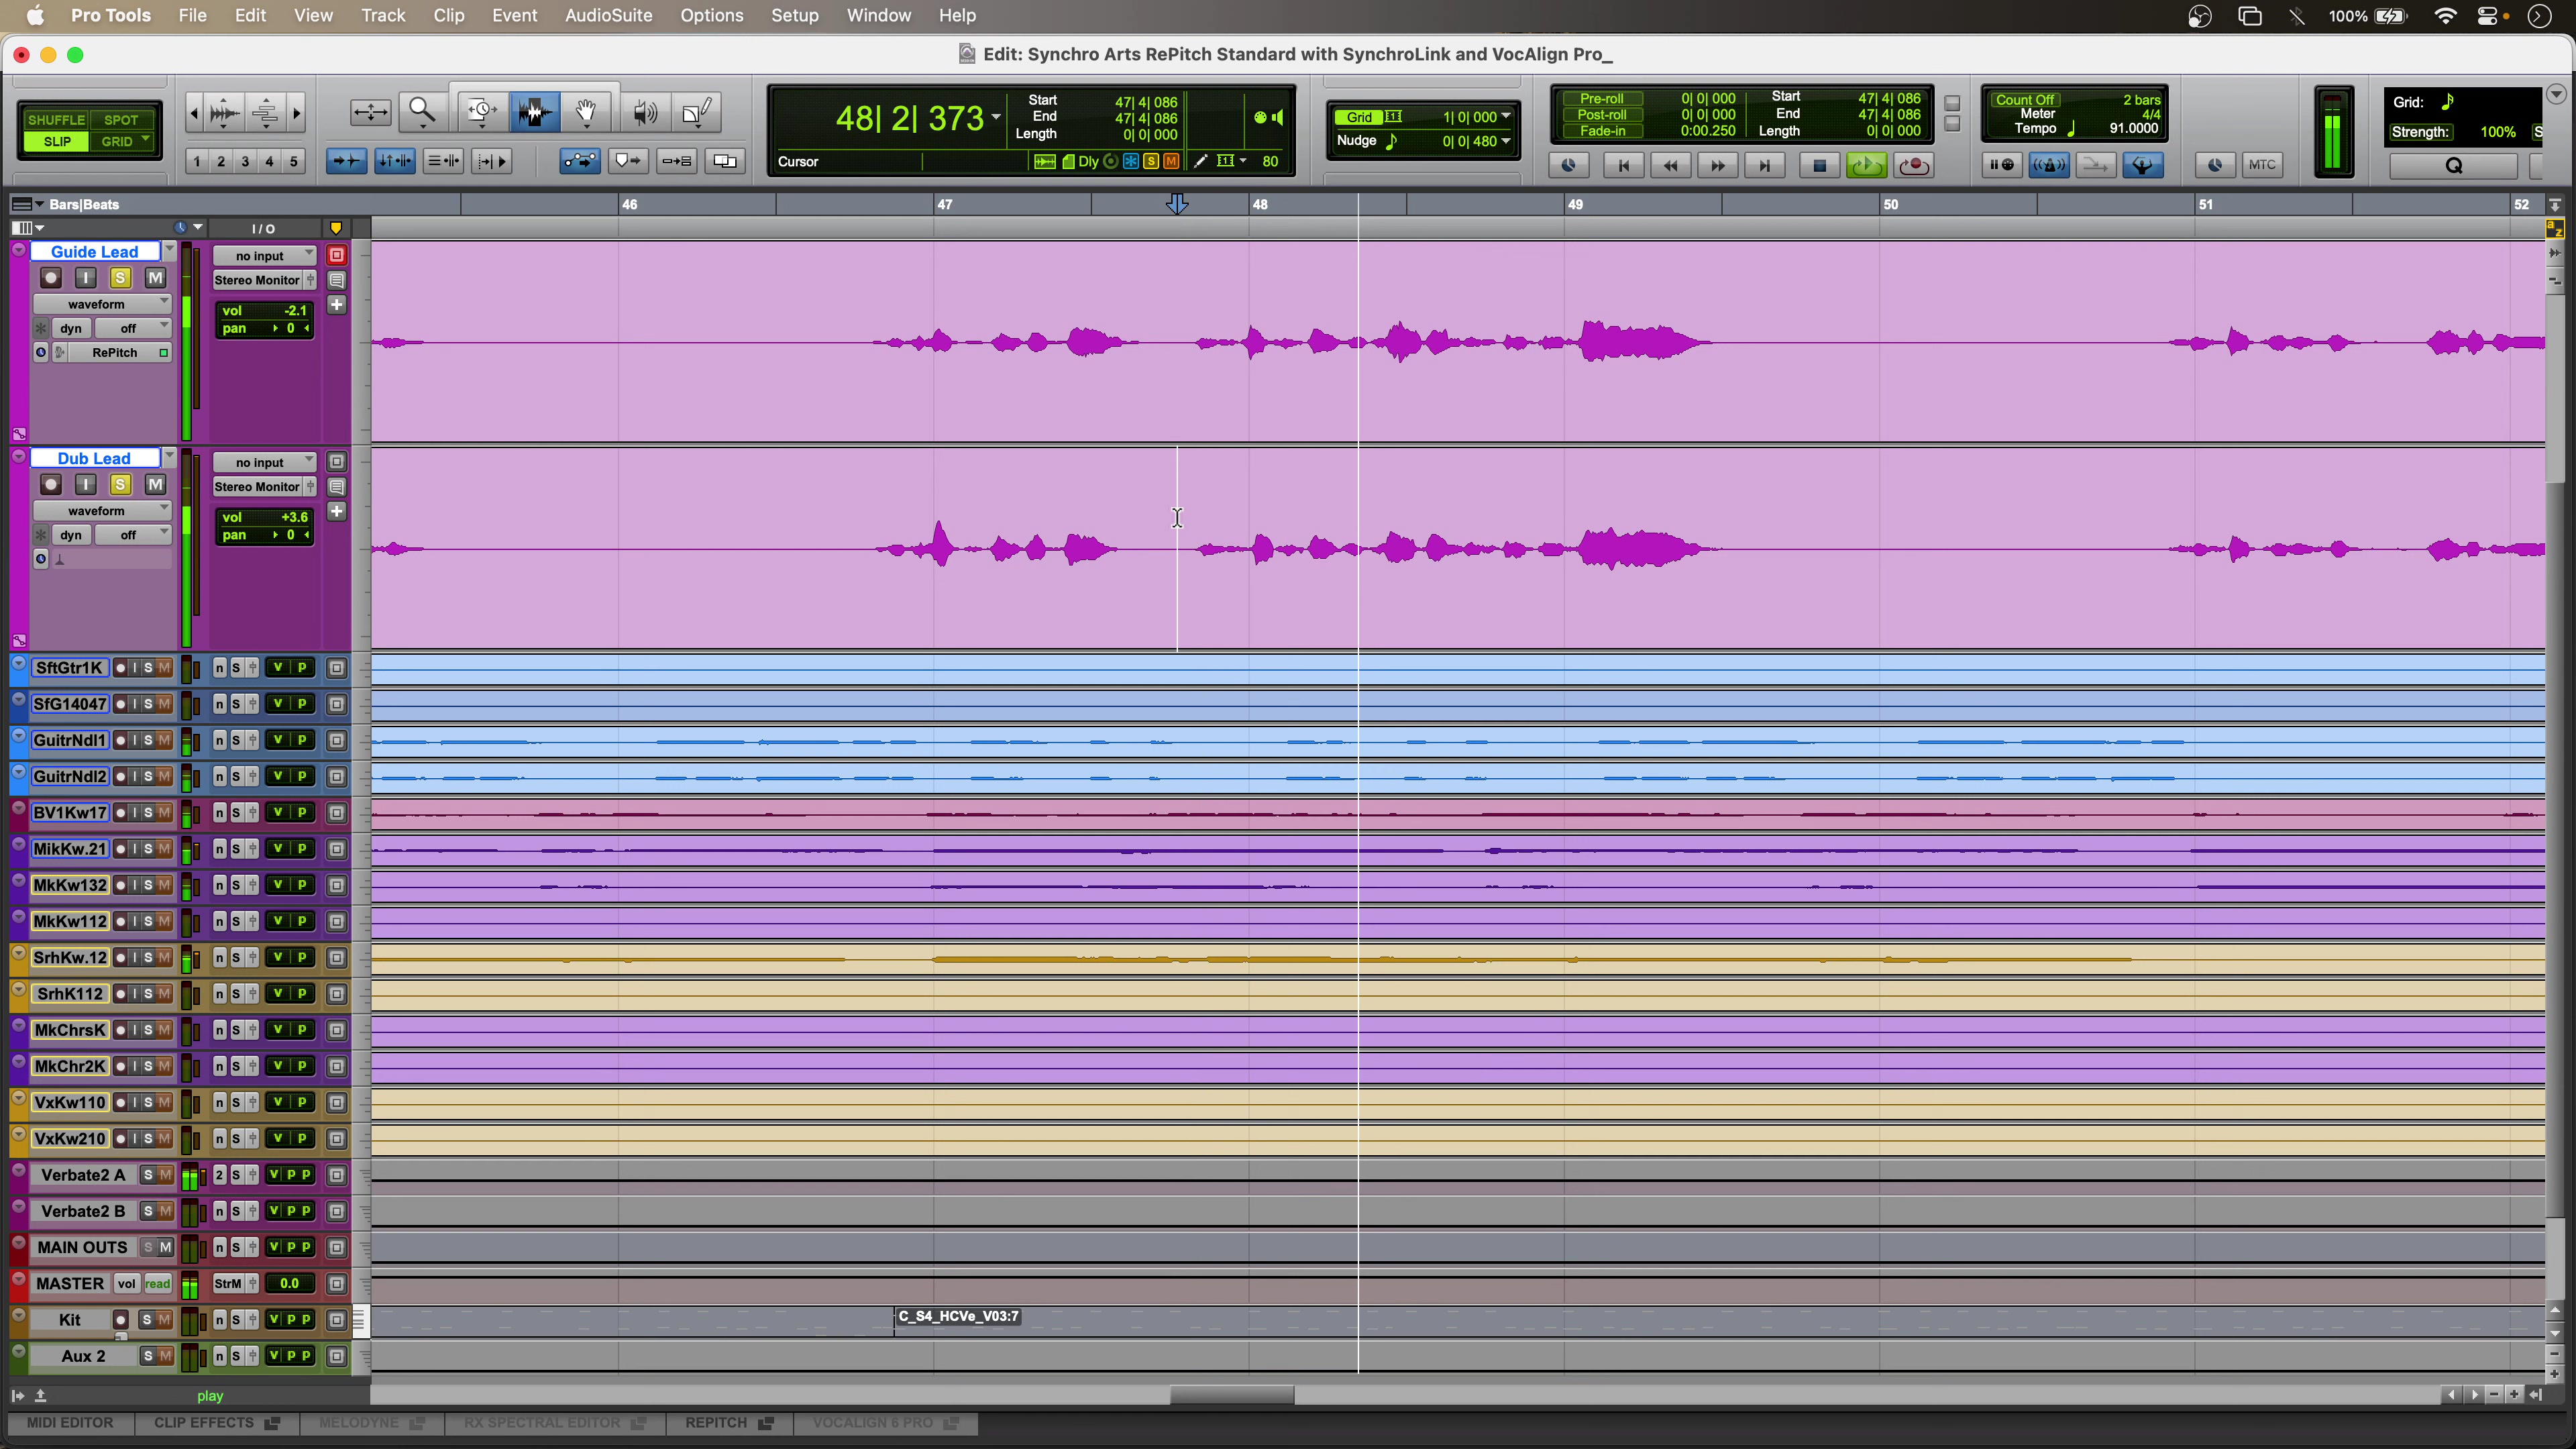 Pro Tools File Edit View Track Clip Event AudioSuite Options Setup Window Help 100%
Edit: Synchro Arts RePitch Standard with SynchroLink and VocAlign Pro_
SHUFFLE SPOT
SLIP GRID
1 2 3 4 5
48| 2| 373
Start 47| 4| 086
End 47| 4| 086
Length 0| 0| 000
Cursor Dly S M 80
Grid 1| 0| 000
Nudge 0| 0| 480
Pre-roll 0| 0| 000 Start 47| 4| 086
Post-roll 0| 0| 000 End 47| 4| 086
Fade-in 0:00.250 Length 0| 0| 000
Count Off 2 bars
Meter 4/4
Tempo 91.0000
MTC
Grid:
Strength: 100% S
Q
Bars|Beats 46 47 48 49 50 51 52
I / O a z
Guide Lead no input
I S M Stereo Monitor
waveform vol -2.1
dyn off pan 0
RePitch
Dub Lead no input
I S M Stereo Monitor
waveform vol +3.6
dyn off pan 0
SftGtr1K I S M n S v p
SfG14047 I S M n S v p
GuitrNdl1 I S M n S v p
GuitrNdl2 I S M n S v p
BV1Kw17 I S M n S v p
MikKw.21 I S M n S v p
MkKw132 I S M n S v p
MkKw112 I S M n S v p
SrhKw.12 I S M n S v p
SrhK112 I S M n S v p
MkChrsK I S M n S v p
MkChr2K I S M n S v p
VxKw110 I S M n S v p
VxKw210 I S M n S v p
Verbate2 A S M 2 S v p p
Verbate2 B S M n S v p p
MAIN OUTS S M n S v p p
MASTER vol read StrM 0.0
Kit S M n S v p p C_S4_HCVe_V03:7
Aux 2 S M n S v p p
play
MIDI EDITOR CLIP EFFECTS MELODYNE RX SPECTRAL EDITOR REPITCH VOCALIGN 6 PRO